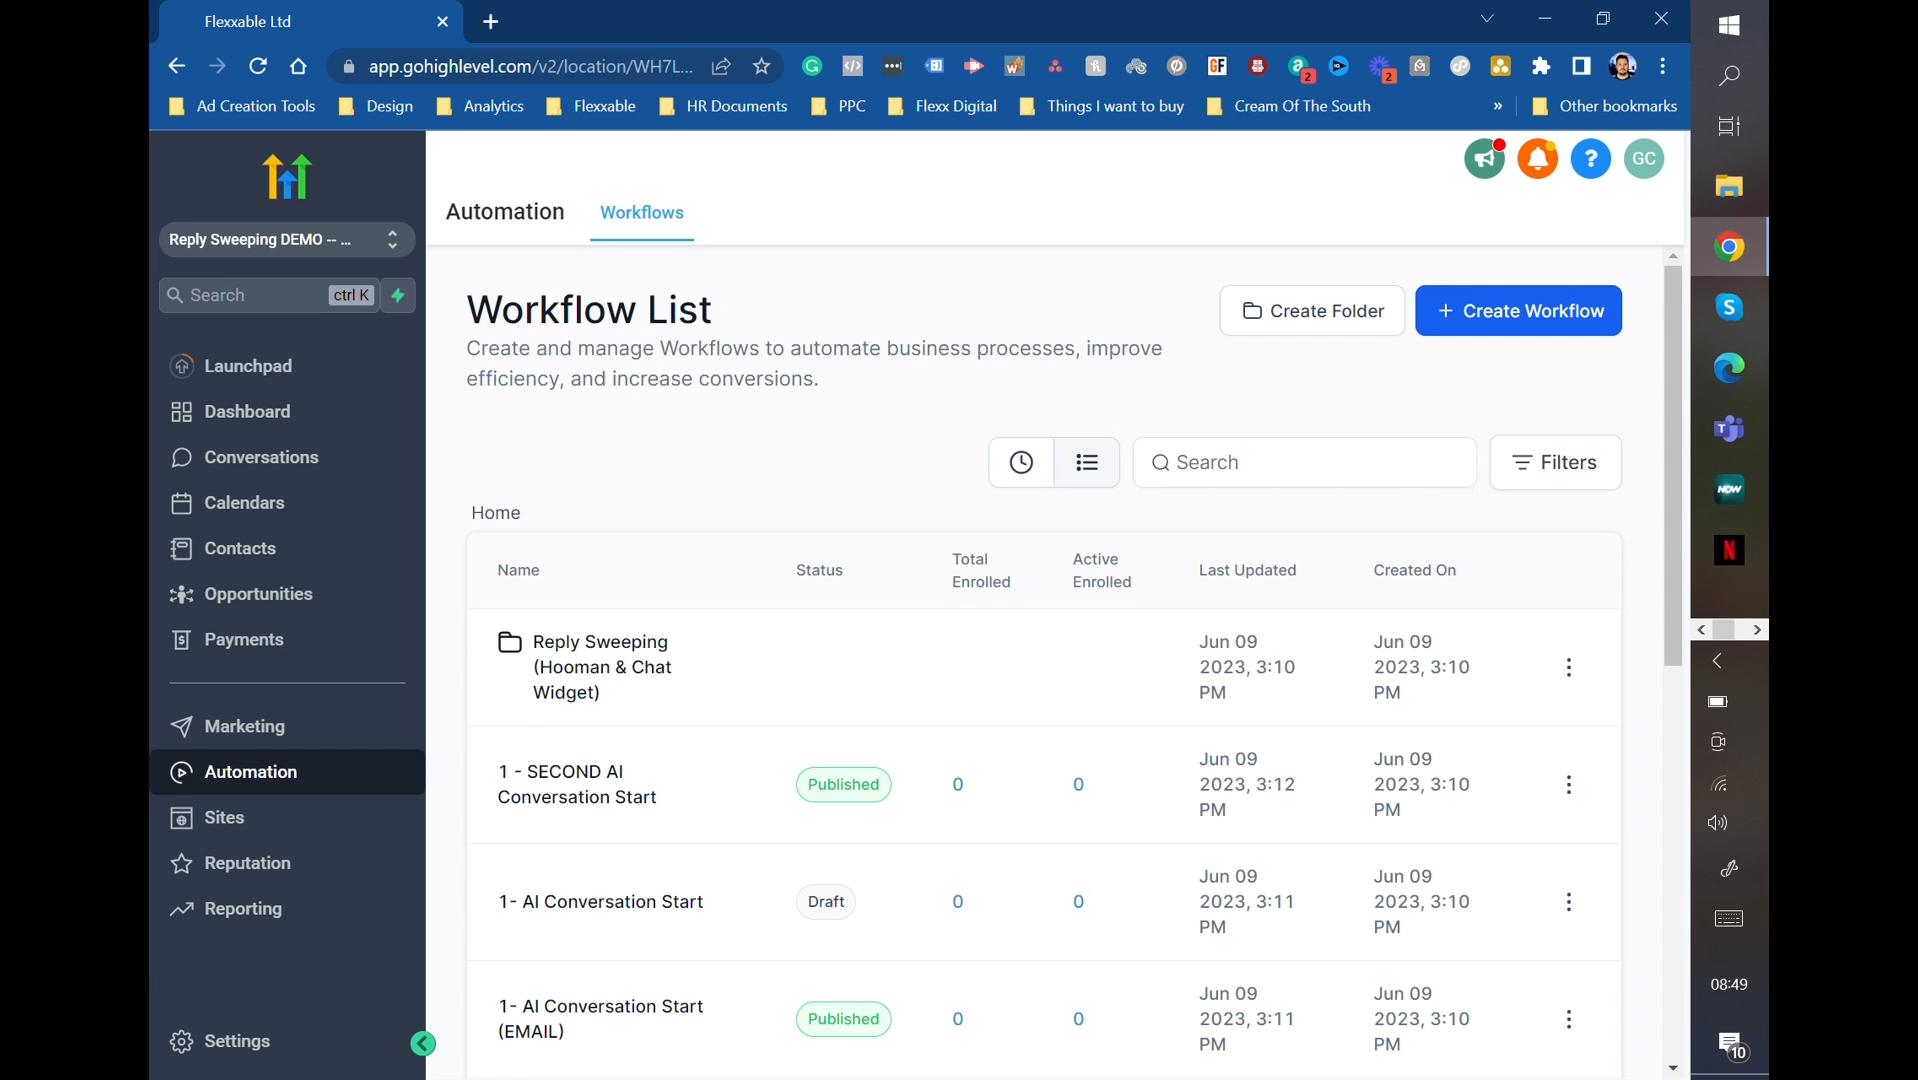 Flexxable Ltd
app.gohighlevel.com/v2/location/WH7L...
GF
2
2
Ad Creation Tools
Design
Analytics
Flexxable
HR Documents
PPC
Flexx Digital
Things I want to buy
Cream Of The South
»
Other bookmarks
Reply Sweeping DEMO -- ...
Search
ctrl K
Launchpad
Dashboard
Conversations
Calendars
Contacts
Opportunities
Payments
Marketing
Automation
Sites
Reputation
Reporting
Settings
?
GC
Automation
Workflows
Workflow List
Create and manage Workflows to automate business processes, improve
efficiency, and increase conversions.
Create Folder
+ Create Workflow
Search
Filters
Home
Name
Status
Total
Enrolled
Active
Enrolled
Last Updated
Created On
Reply Sweeping
(Hooman & Chat
Widget)
Jun 09
2023, 3:10
PM
Jun 09
2023, 3:10
PM
1 - SECOND AI
Conversation Start
Published
0
0
Jun 09
2023, 3:12
PM
Jun 09
2023, 3:10
PM
1- AI Conversation Start
Draft
0
0
Jun 09
2023, 3:11
PM
Jun 09
2023, 3:10
PM
1- AI Conversation Start
(EMAIL)
Published
0
0
Jun 09
2023, 3:11
PM
Jun 09
2023, 3:10
PM
S
T
NOW
N
08:49
10